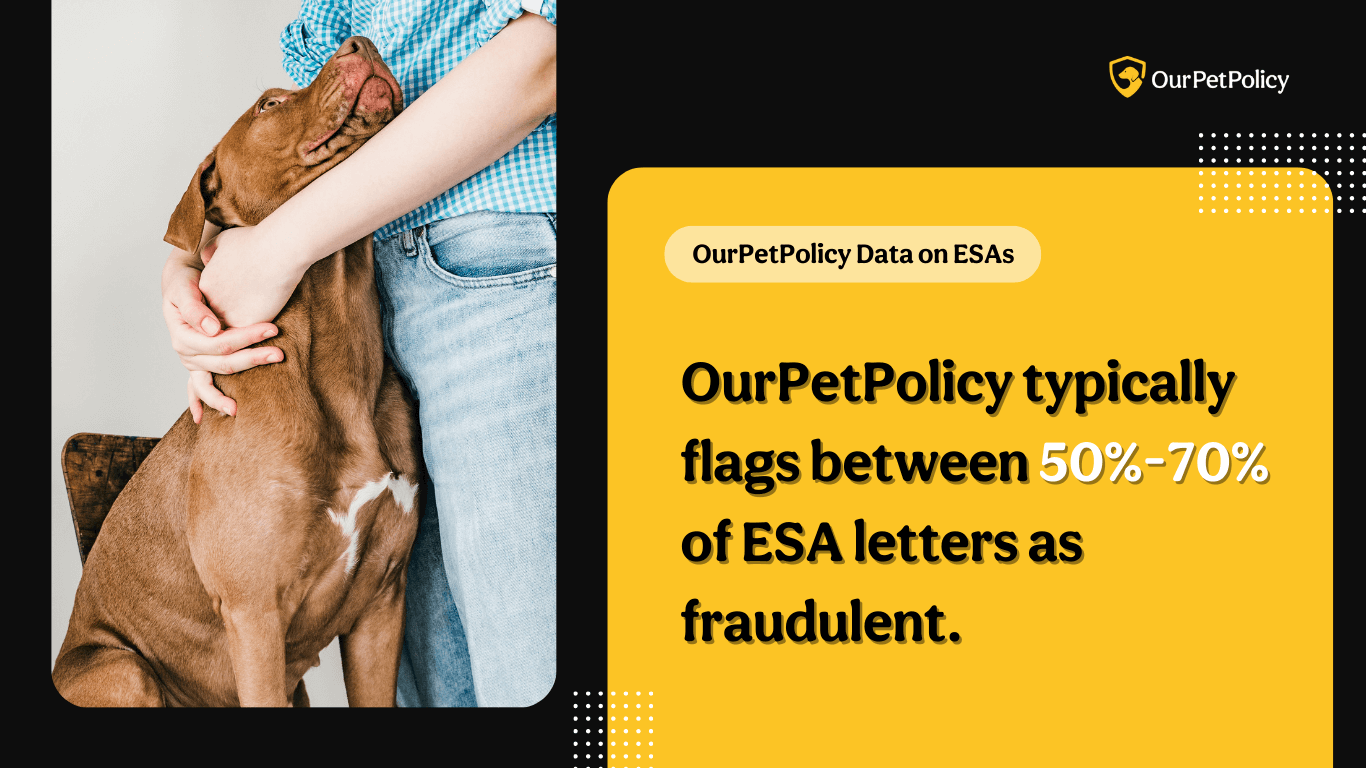 OurPetPolicy
OurPetPolicy Data on ESAs
OurPetPolicy typically
flags between 50%-70%
of ESA letters as
fraudulent.